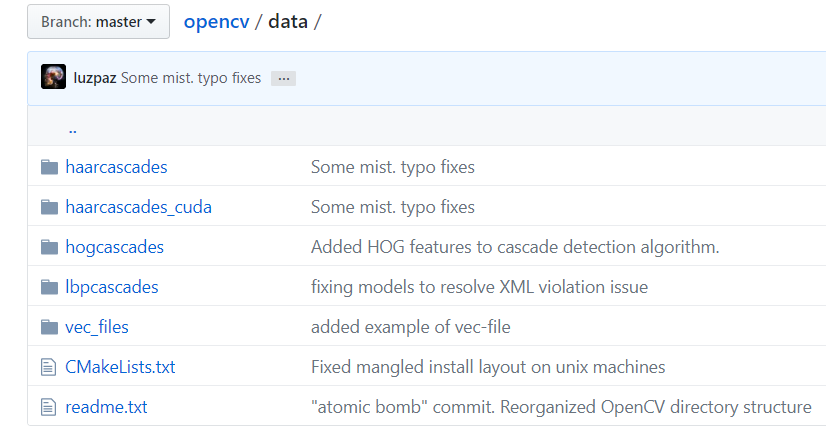 Branch: master
opencv / data /
luzpaz Some mist. typo fixes ...
..
haarcascades Some mist. typo fixes
haarcascades_cuda Some mist. typo fixes
hogcascades Added HOG features to cascade detection algorithm.
lbpcascades fixing models to resolve XML violation issue
vec_files added example of vec-file
CMakeLists.txt Fixed mangled install layout on unix machines
readme.txt "atomic bomb" commit. Reorganized OpenCV directory structure